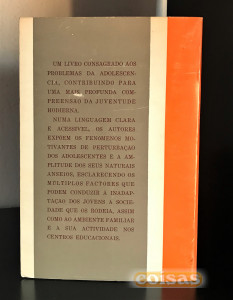 UM LIVRO CONSAGRADO AOS
PROBLEMAS DA ADOLESCÊN-
CIA, CONTRIBUINDO PARA
UMA MAIS PROFUNDA COM-
PREENSÃO DA JUVENTUDE
MODERNA.
NUMA LINGUAGEM CLARA
E ACESSÍVEL, OS AUTORES
EXPÕEM OS FENÓMENOS MO-
TIVANTES DE PERTURBAÇÃO
DOS ADOLESCENTES E A AM-
PLITUDE DOS SEUS NATURAIS
ANSEIOS, ESCLARECENDO OS
MÚLTIPLOS FACTORES QUE
PODEM CONDUZIR À INADAP-
TAÇÃO DOS JOVENS À SOCIE-
DADE QUE OS RODEIA, ASSIM
COMO AO AMBIENTE FAMILIAR
E A SUA ACTIVIDADE NOS
CENTROS EDUCACIONAIS.
coisas